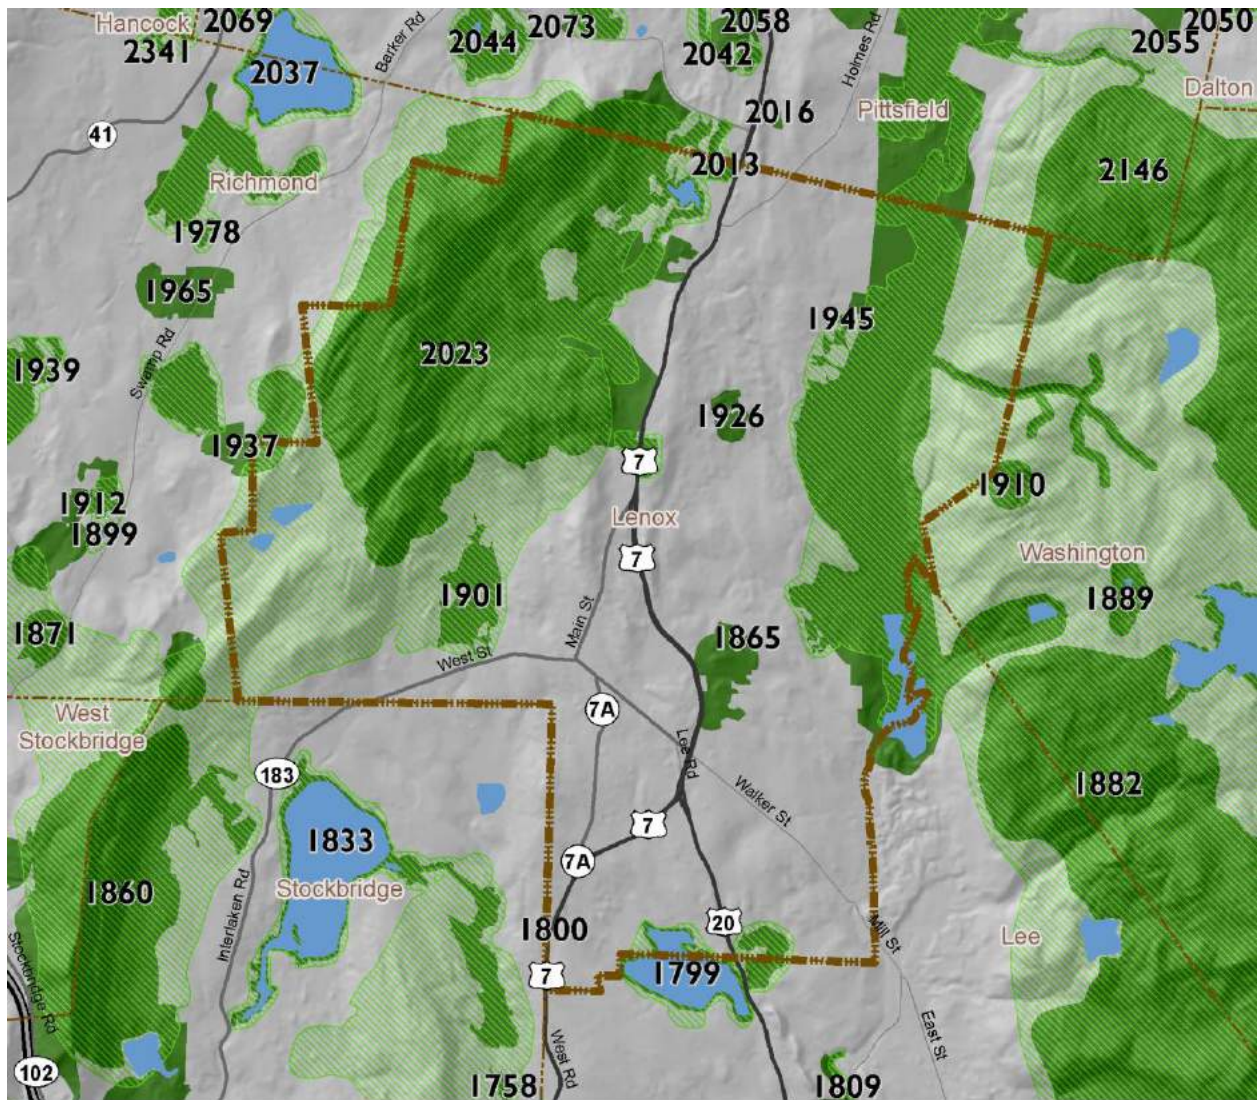 Hancock
2069
2341
2037
Barker Rd
2044
2073
2058
2042
Holmes Rd
2050
2055
Dalton
41
2016
Pittsfield
2013
2146
Richmond
1978
1965
1945
Swamp Rd
1939
2023
1926
1937
7
1910
1912
1899
Lenox
7
Washington
1901
1889
1871
Main St
1865
West St
West
Stockbridge
7A
Lee Rd
183
Walker St
1882
7
1833
7A
1860
Stockbridge
Interlaken Rd
1800
20
Mill St
Lee
Stockbridge Rd
7
1799
East St
West Rd
102
1758
1809